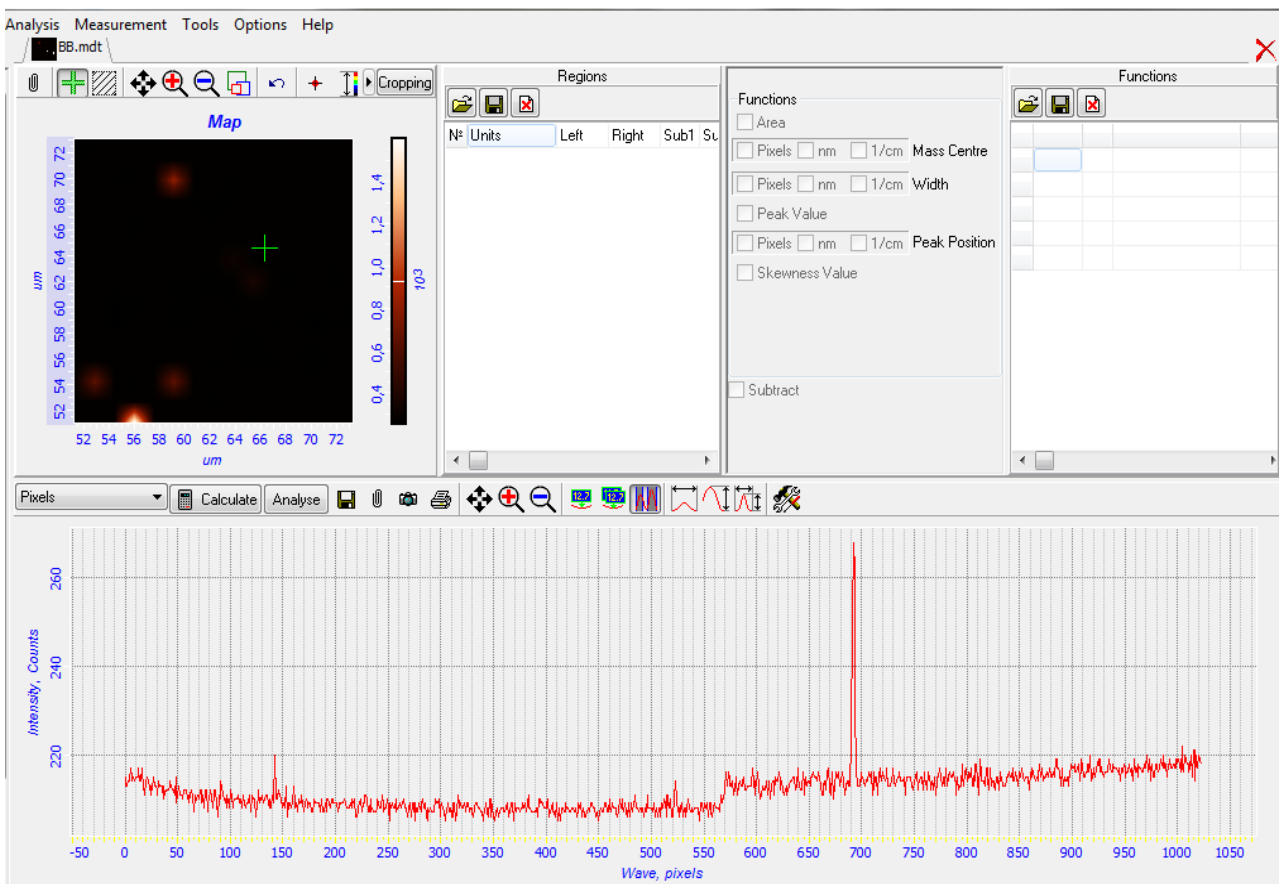 Analysis Measurement Tools Options Help
BB.mdt
Cropping
Map
72
70
68
66
64
62
60
58
56
54
52
um
52 54 56 58 60 62 64 66 68 70 72
um
1,4
1,2
1,0
0,8
0,6
0,4
10³
Regions
Nº Units Left Right Sub1 Su
Functions
Area
Pixels nm 1/cm Mass Centre
Pixels nm 1/cm Width
Peak Value
Pixels nm 1/cm Peak Position
Skewness Value
Subtract
Functions
Pixels Calculate Analyse 12.7 12.7
260
240
220
Intensity, Counts
-50 0 50 100 150 200 250 300 350 400 450 500 550 600 650 700 750 800 850 900 950 1000 1050
Wave, pixels